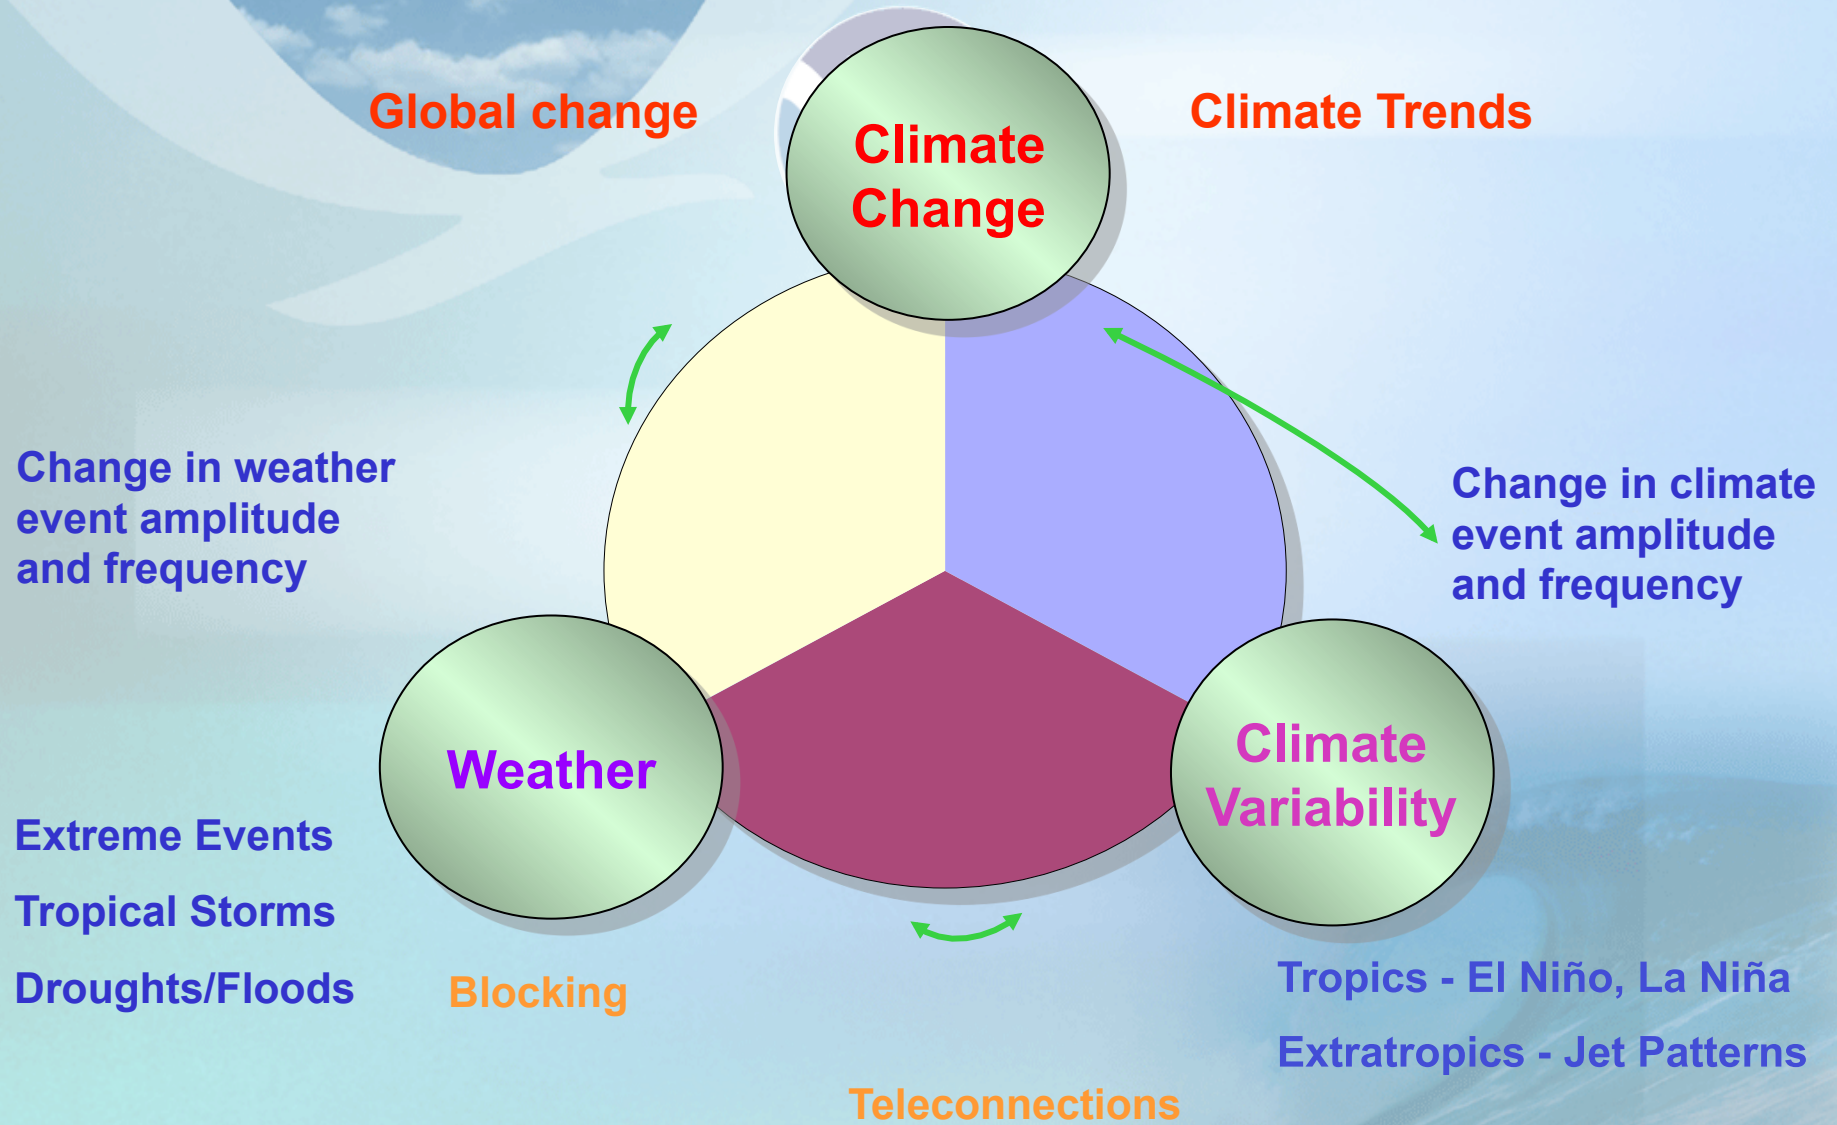 Global change
Climate
Change
Climate Trends
Change in weather
event amplitude
and frequency
Change in climate
event amplitude
and frequency
Weather
Climate
Variability
Extreme Events
Tropical Storms
Droughts/Floods
Blocking
Tropics - El Niño, La Niña
Extratropics - Jet Patterns
Teleconnections